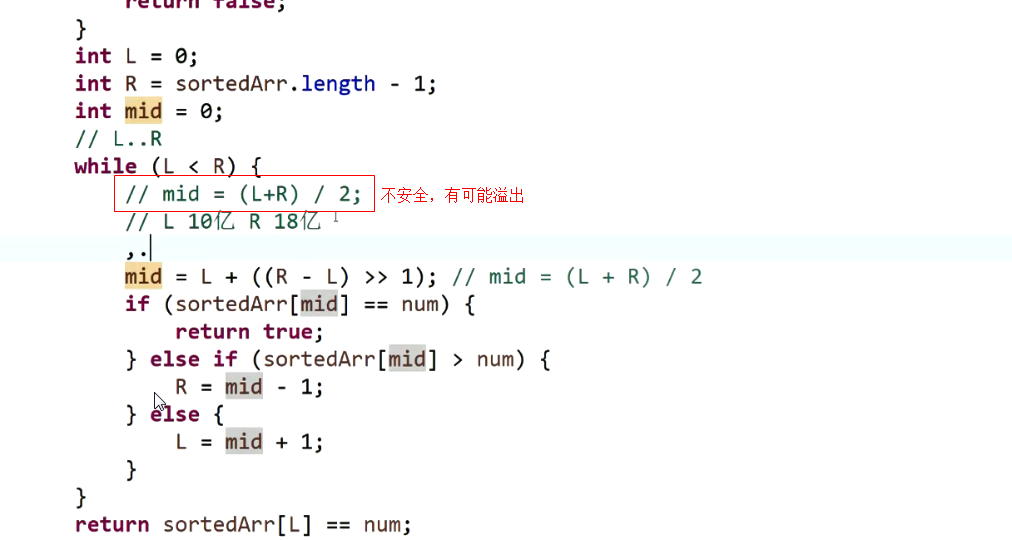 return false;
}
int L = 0;
int R = sortedArr.length - 1;
int mid = 0;
// L..R
while (L < R) {
// mid = (L+R) / 2; 不安全，有可能溢出
// L 10亿 R 18亿
,.
mid = L + ((R - L) >> 1); // mid = (L + R) / 2
if (sortedArr[mid] == num) {
return true;
} else if (sortedArr[mid] > num) {
R = mid - 1;
} else {
L = mid + 1;
}
}
return sortedArr[L] == num;